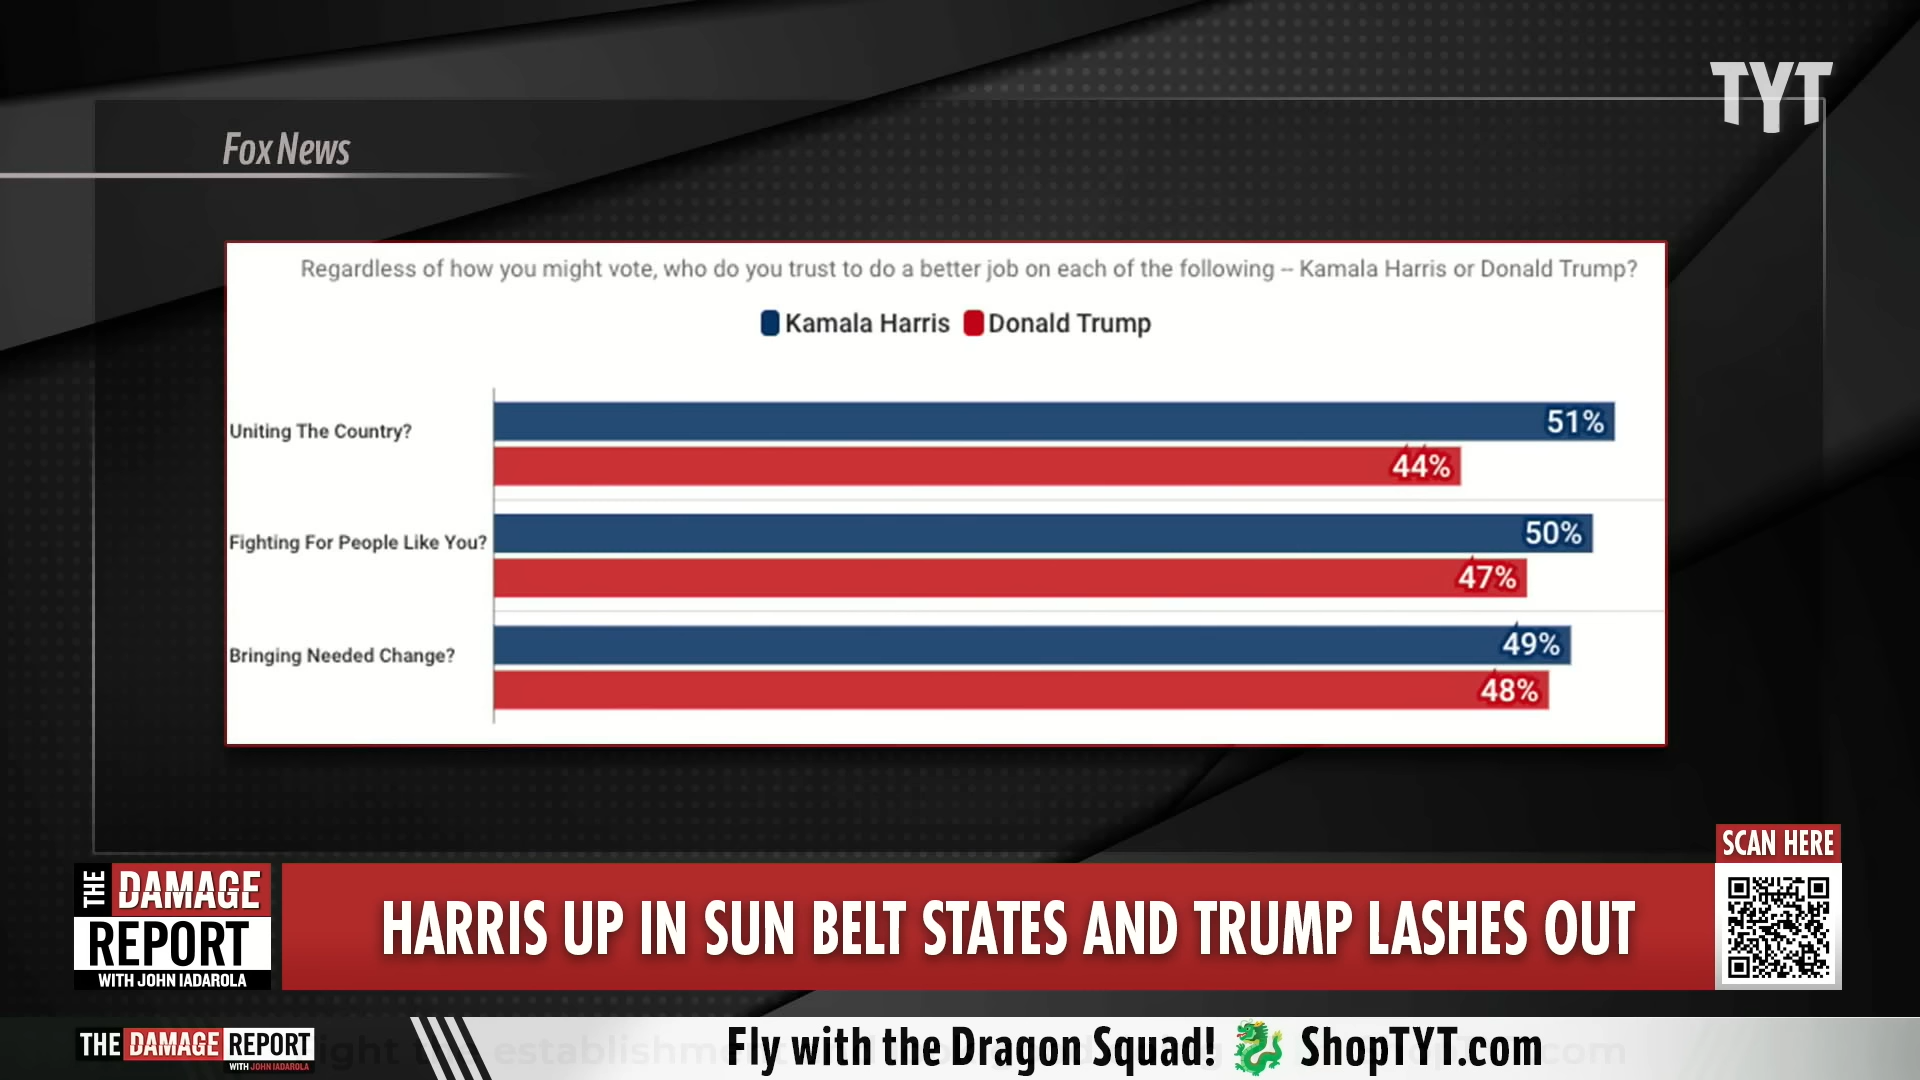 TYT
Fox News
Regardless of how you might vote, who do you trust to do a better job on each of the following -- Kamala Harris or Donald Trump?
Kamala Harris Donald Trump
Uniting The Country?
51%
44%
Fighting For People Like You?
50%
47%
Bringing Needed Change?
49%
48%
SCAN HERE
THE DAMAGE REPORT
WITH JOHN IADAROLA
HARRIS UP IN SUN BELT STATES AND TRUMP LASHES OUT
THE DAMAGE REPORT
WITH JOHN IADAROLA
Fly with the Dragon Squad! ShopTYT.com